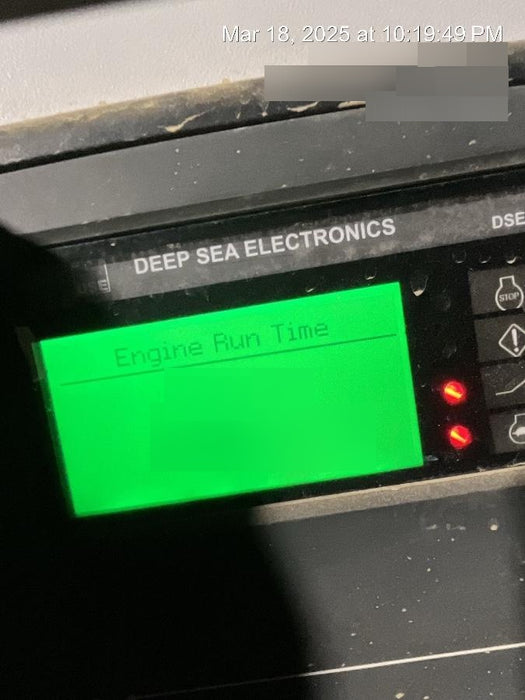 Mar 18, 2025 at 10:19:49 PM
DEEP SEA ELECTRONICS
DSE
STOP
Engine Run Time